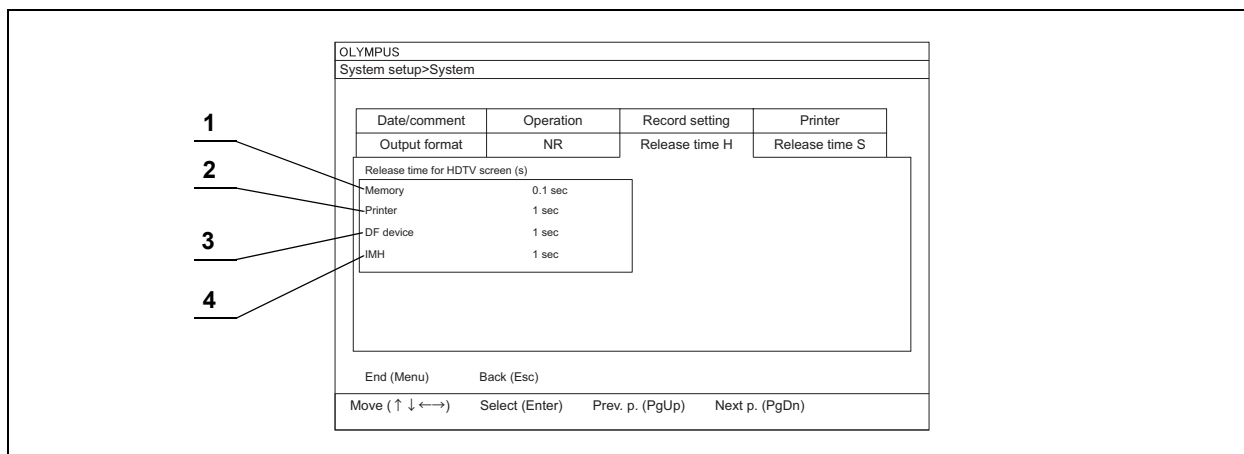 OLYMPUS
System setup>System
Date/comment Operation Record setting Printer
Output format NR Release time H Release time S
Release time for HDTV screen (s)
Memory 0.1 sec
Printer 1 sec
DF device 1 sec
IMH 1 sec
1
2
3
4
End (Menu) Back (Esc)
Move (↑↓←→) Select (Enter) Prev. p. (PgUp) Next p. (PgDn)